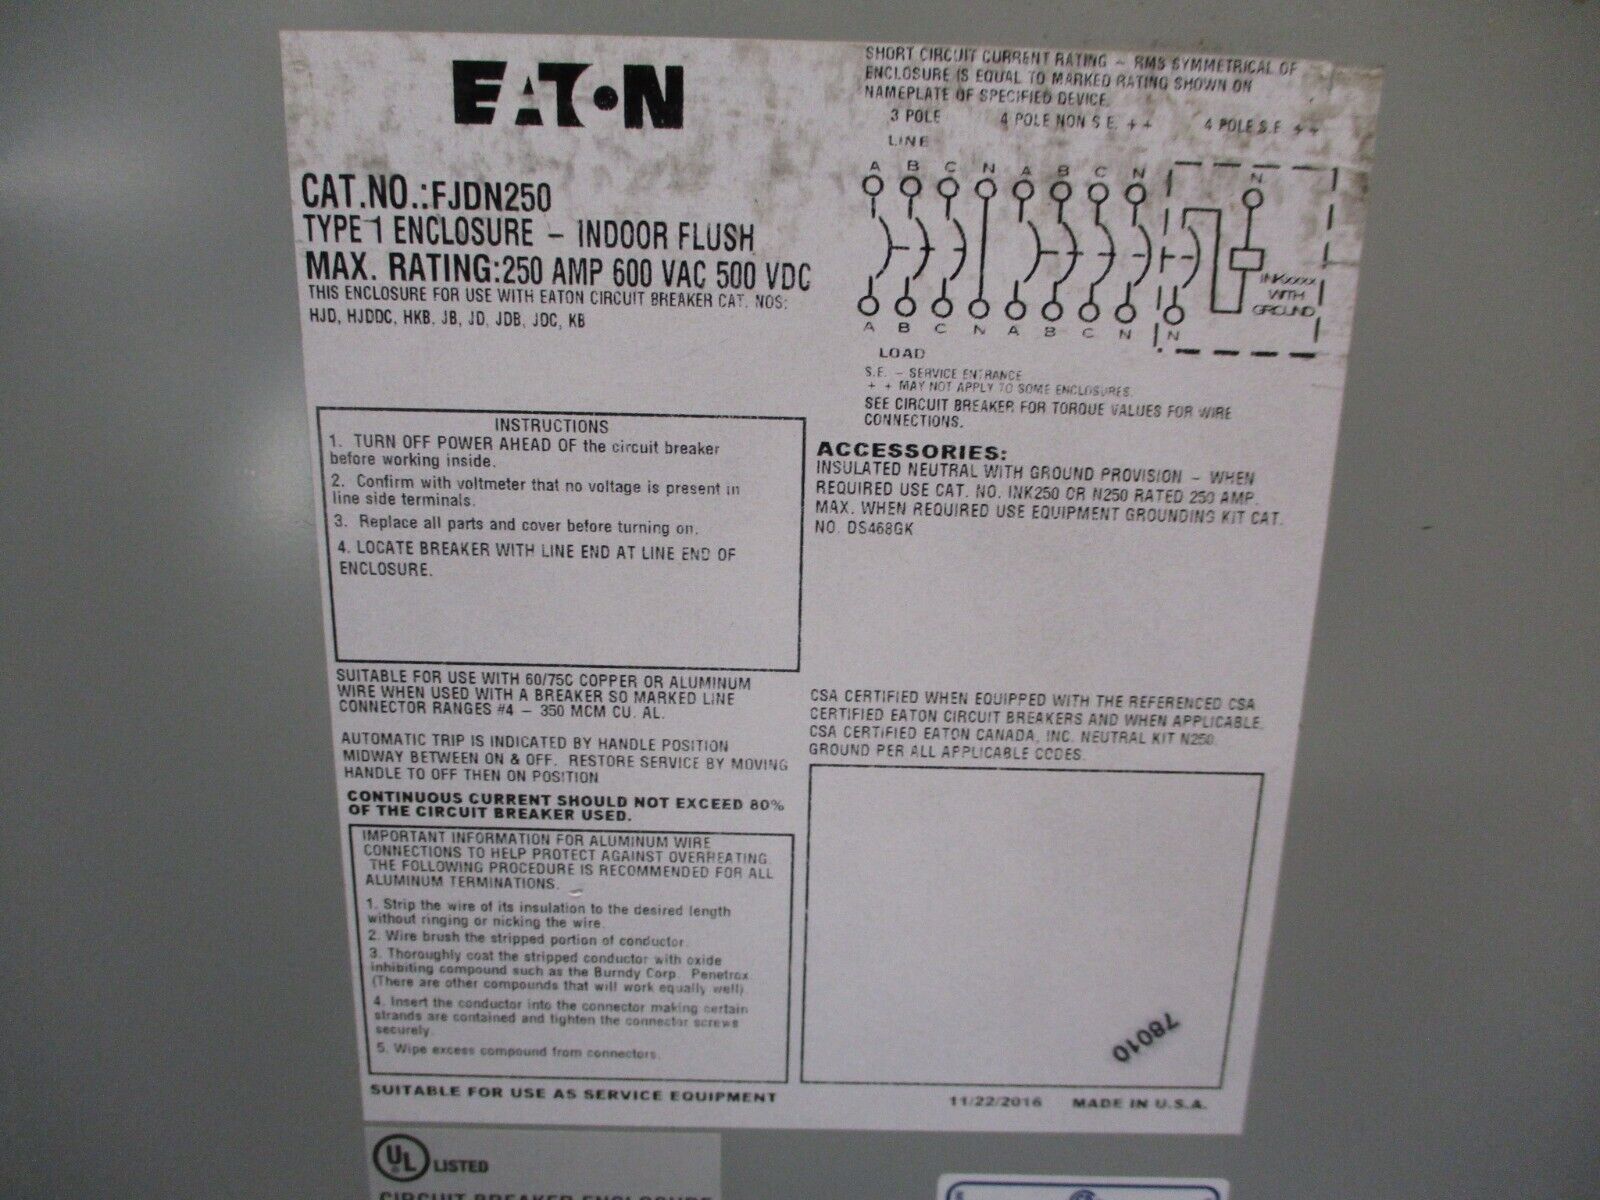 EATON
CAT.NO.:FJDN250
TYPE 1 ENCLOSURE - INDOOR FLUSH
MAX. RATING:250 AMP 600 VAC 500 VDC
THIS ENCLOSURE FOR USE WITH EATON CIRCUIT BREAKER CAT. NOS:
HJD, HJDDC, HKB, JB, JD, JDB, JDC, KB
SHORT CIRCUIT CURRENT RATING - RMS SYMMETRICAL OF
ENCLOSURE IS EQUAL TO MARKED RATING SHOWN ON
NAMEPLATE OF SPECIFIED DEVICE.
3 POLE 4 POLE NON S.E. ++ 4 POLE S.E. ++
LINE
A B C N A B C N N
INKxxxx
WITH
GROUND
A B C N A B C N N
LOAD
S.E. - SERVICE ENTRANCE
++ MAY NOT APPLY TO SOME ENCLOSURES.
SEE CIRCUIT BREAKER FOR TORQUE VALUES FOR WIRE
CONNECTIONS.
INSTRUCTIONS
1. TURN OFF POWER AHEAD OF the circuit breaker
before working inside.
2. Confirm with voltmeter that no voltage is present in
line side terminals.
3. Replace all parts and cover before turning on.
4. LOCATE BREAKER WITH LINE END AT LINE END OF
ENCLOSURE.
ACCESSORIES:
INSULATED NEUTRAL WITH GROUND PROVISION - WHEN
REQUIRED USE CAT. NO. INK250 OR N250 RATED 250 AMP.
MAX. WHEN REQUIRED USE EQUIPMENT GROUNDING KIT CAT.
NO. DS468GK
SUITABLE FOR USE WITH 60/75C COPPER OR ALUMINUM
WIRE WHEN USED WITH A BREAKER SO MARKED LINE
CONNECTOR RANGES #4 - 350 MCM CU. AL.
AUTOMATIC TRIP IS INDICATED BY HANDLE POSITION
MIDWAY BETWEEN ON & OFF. RESTORE SERVICE BY MOVING
HANDLE TO OFF THEN ON POSITION
CONTINUOUS CURRENT SHOULD NOT EXCEED 80%
OF THE CIRCUIT BREAKER USED.
IMPORTANT INFORMATION FOR ALUMINUM WIRE
CONNECTIONS TO HELP PROTECT AGAINST OVERHEATING.
THE FOLLOWING PROCEDURE IS RECOMMENDED FOR ALL
ALUMINUM TERMINATIONS.
1. Strip the wire of its insulation to the desired length
without ringing or nicking the wire.
2. Wire brush the stripped portion of conductor.
3. Thoroughly coat the stripped conductor with oxide
inhibiting compound such as the Burndy Corp. Penetrox.
(There are other compounds that will work equally well).
4. Insert the conductor into the connector making certain
strands are contained and tighten the connector screws
securely.
5. Wipe excess compound from connectors.
SUITABLE FOR USE AS SERVICE EQUIPMENT
CSA CERTIFIED WHEN EQUIPPED WITH THE REFERENCED CSA
CERTIFIED EATON CIRCUIT BREAKERS AND WHEN APPLICABLE.
CSA CERTIFIED EATON CANADA, INC. NEUTRAL KIT N250.
GROUND PER ALL APPLICABLE CODES.
78010
11/22/2016 MADE IN U.S.A.
UL LISTED
CIRCUIT BREAKER ENCLOSURE